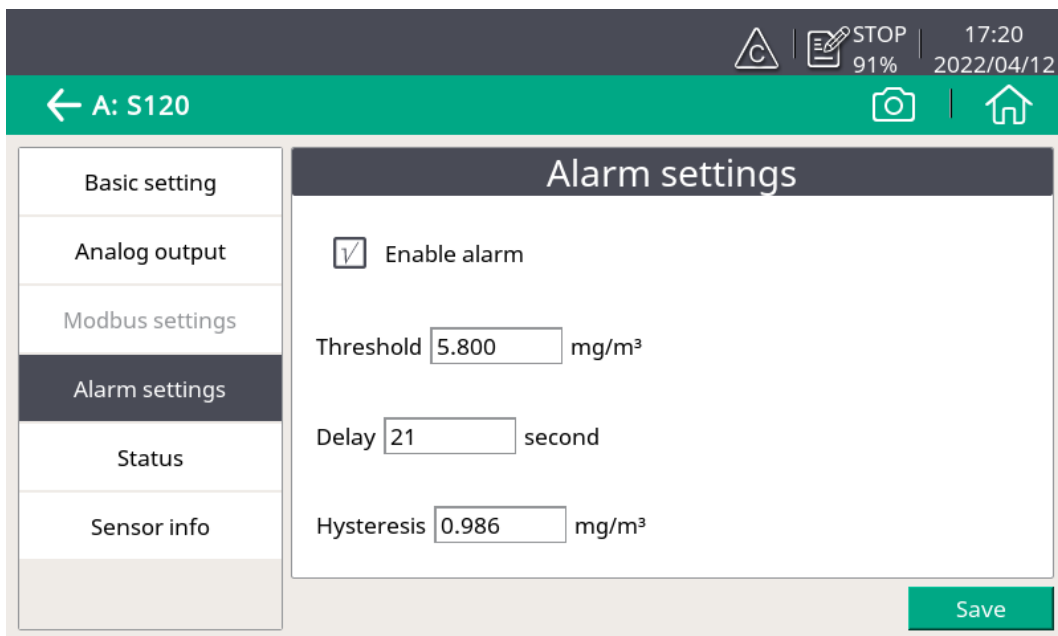 C
STOP
91%
17:20
2022/04/12
A: S120
Basic setting
Analog output
Modbus settings
Alarm settings
Status
Sensor info
Alarm settings
√ Enable alarm
Threshold 5.800 mg/m³
Delay 21 second
Hysteresis 0.986 mg/m³
Save